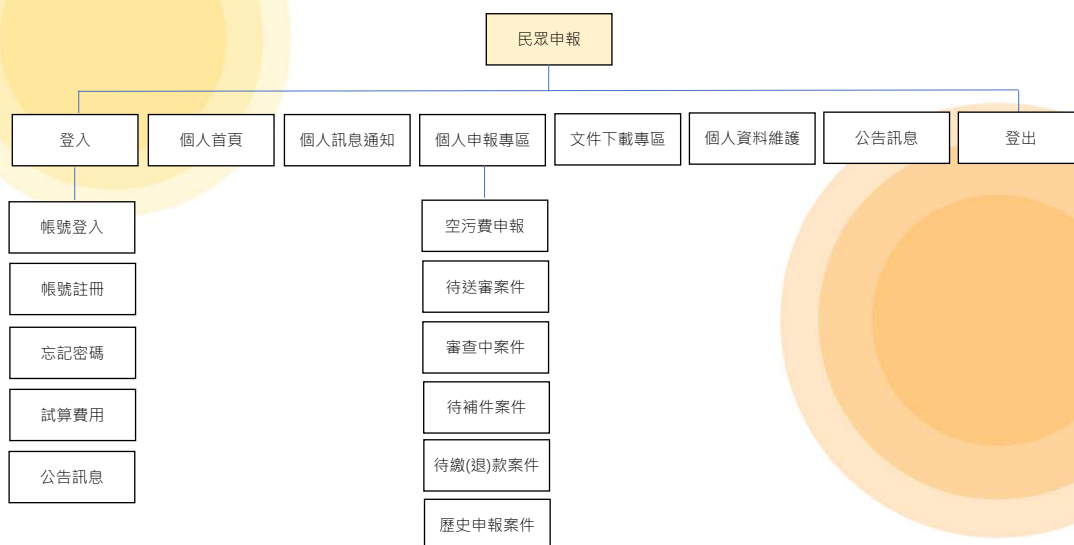 民眾申報
登入
個人首頁
個人訊息通知
個人申報專區
文件下載專區
個人資料維護
公告訊息
登出
帳號登入
帳號註冊
忘記密碼
試算費用
公告訊息
空污費申報
待送審案件
審查中案件
待補件案件
待繳(退)款案件
歷史申報案件